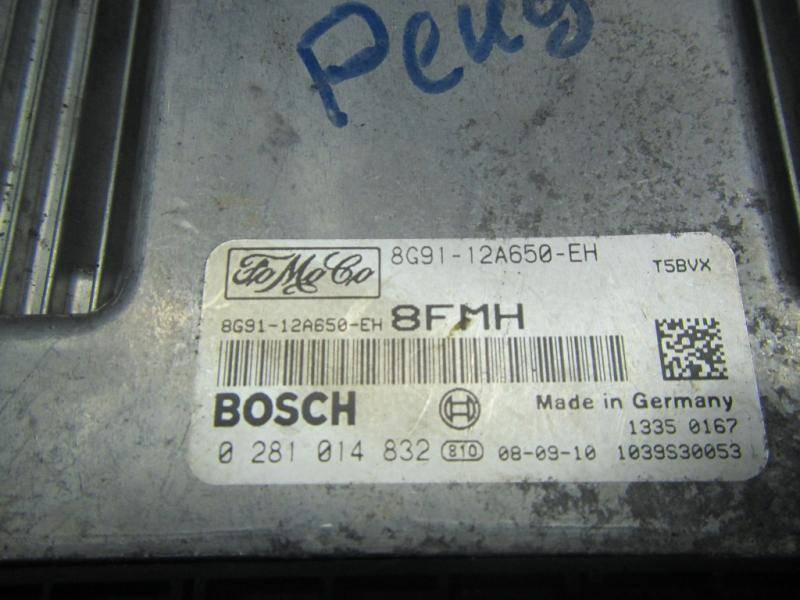 FoMoCo
8G91-12A650-EH
T5BVX
8G91-12A650-EH 8FMH
BOSCH
Made in Germany
1335 0167
0 281 014 832 810 08-09-10 1039S30053